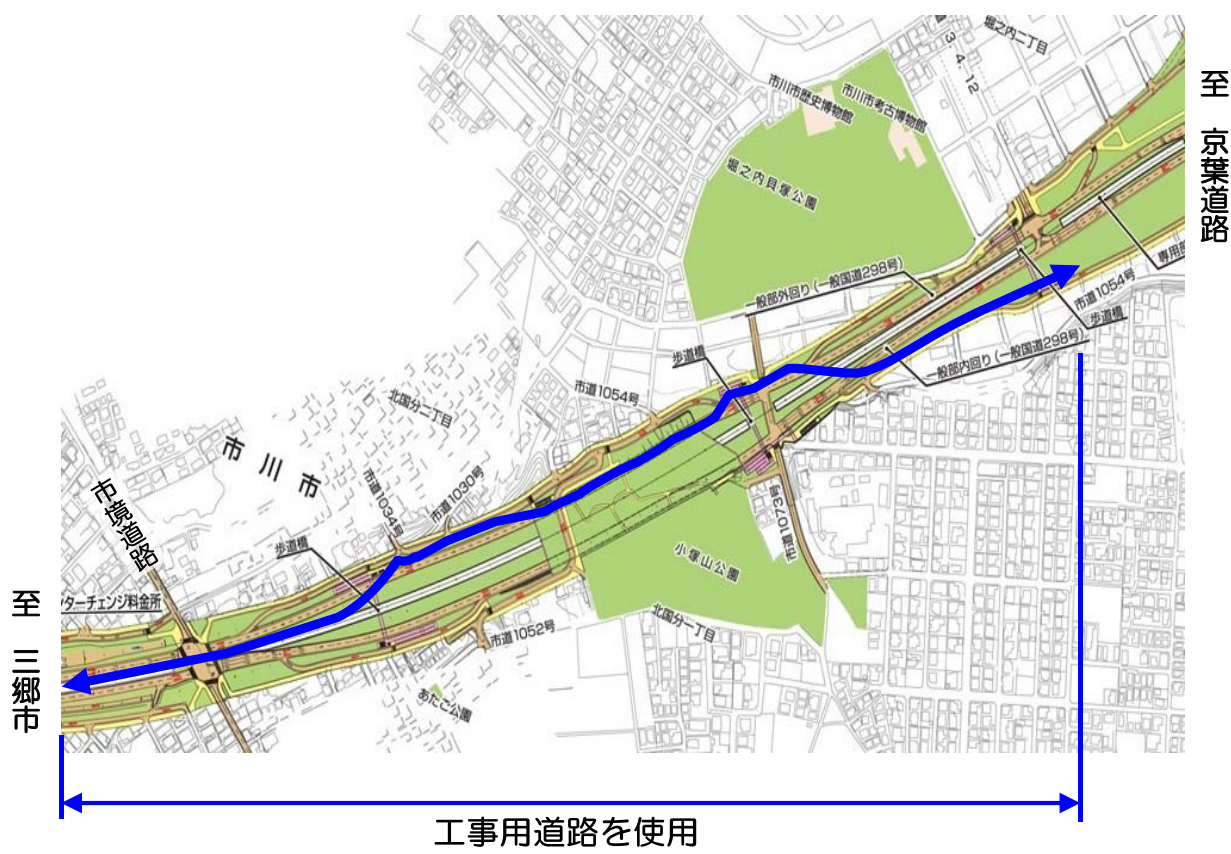 堀之内二丁目
3.4.12
市川市歴史博物館
市川市考古博物館
堀之内貝塚公園
至 京葉道路
専用部
市道1054号
歩道橋
一般部外回り(一般国道298号)
一般部内回り(一般国道298号)
歩道橋
市道1054号
北国分二丁目
市川市
市道1034号
市道1030号
歩道橋
市境道路
ンターチェンジ料金所
至 三郷市
市道1073号
小塚山公園
北国分一丁目
市道1052号
あたご公園
工事用道路を使用